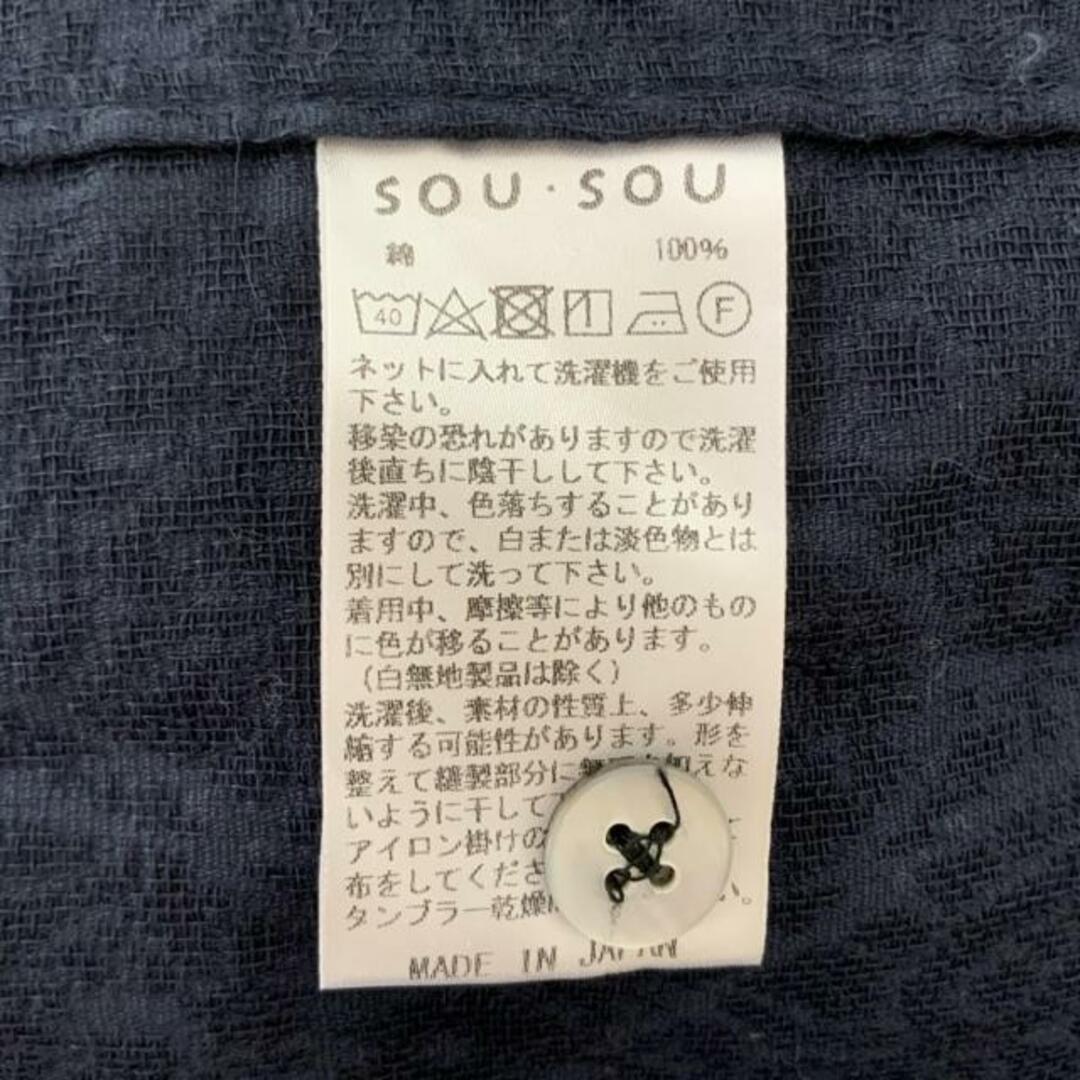 SOU・SOU
綿 100%
40 F
ネットに入れて洗濯機をご使用
下さい。
移染の恐れがありますので洗濯
後直ちに陰干しして下さい。
洗濯中、色落ちすることがあり
ますので、白または淡色物とは
別にして洗って下さい。
着用中、摩擦等により他のもの
に色が移ることがあります。
(白無地製品は除く)
洗濯後、素材の性質上、多少伸
縮する可能性があります。形を
整えて縫製部分に無 加えな
いように干して
アイロン掛けの
布をしてくださ
タンブラー乾燥 い。
MADE IN JAPAN